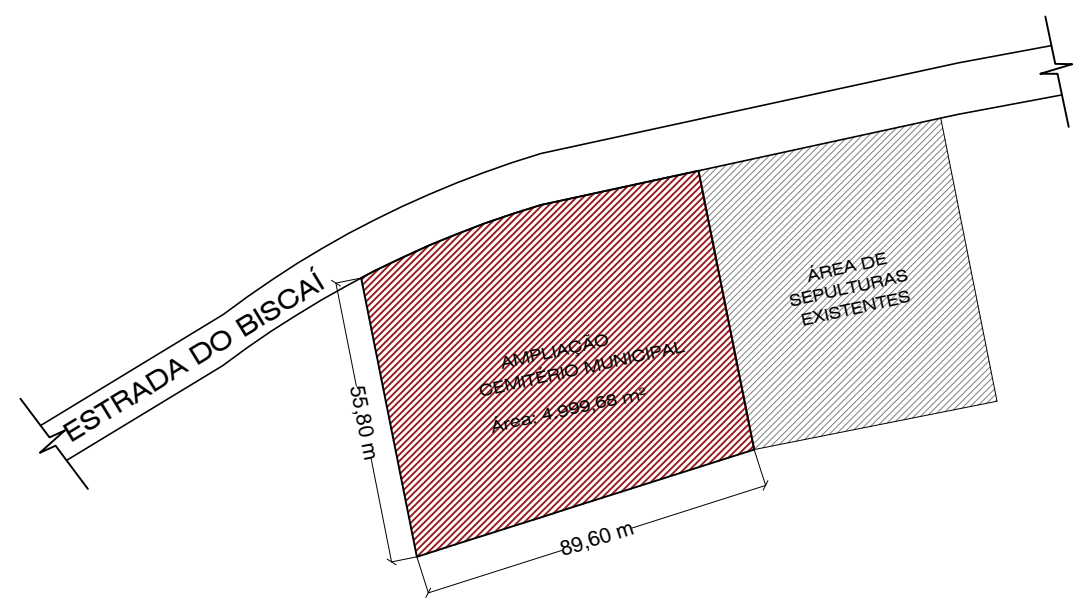 ESTRADA DO BISCAÍ
AMPLIAÇÃO
CEMITÉRIO MUNICIPAL
Área: 4.999,68 m²
ÁREA DE
SEPULTURAS
EXISTENTES
55,80 m
89,60 m